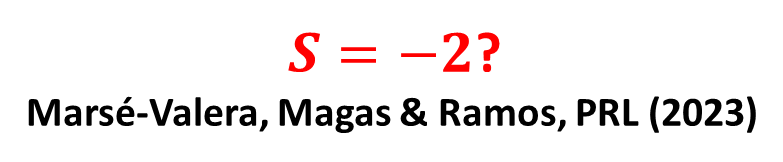 S = −2?
Marsé-Valera, Magas & Ramos, PRL (2023)